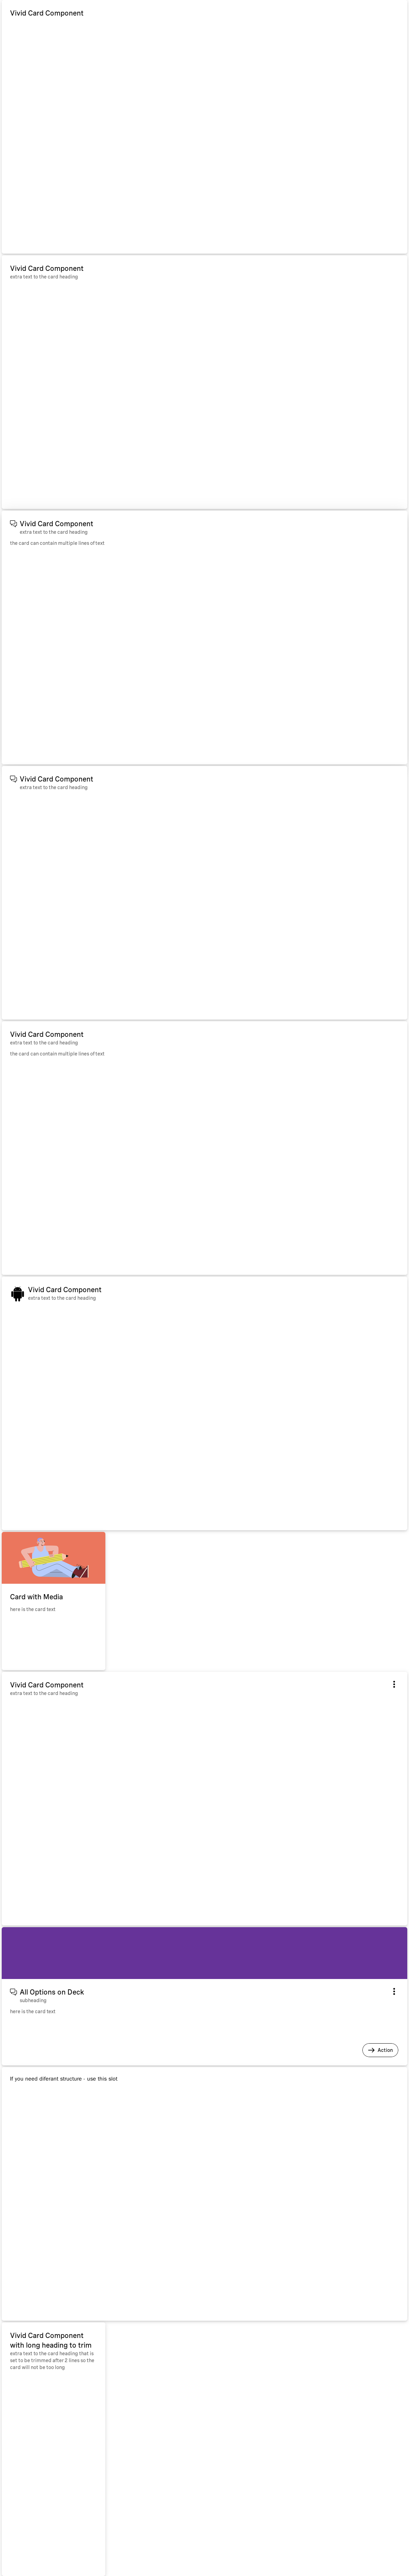 Vivid Card Component
Vivid Card Component
extra text to the card heading
Vivid Card Component
extra text to the card heading
the card can contain multiple lines of text
Vivid Card Component
extra text to the card heading
Vivid Card Component
extra text to the card heading
the card can contain multiple lines of text
Vivid Card Component
extra text to the card heading
Card with Media
here is the card text
Vivid Card Component
extra text to the card heading
All Options on Deck
subheading
here is the card text
Action
If you need diferant structure - use this slot
Vivid Card Component
with long heading to trim
extra text to the card heading that is
set to be trimmed after 2 lines so the
card will not be too long